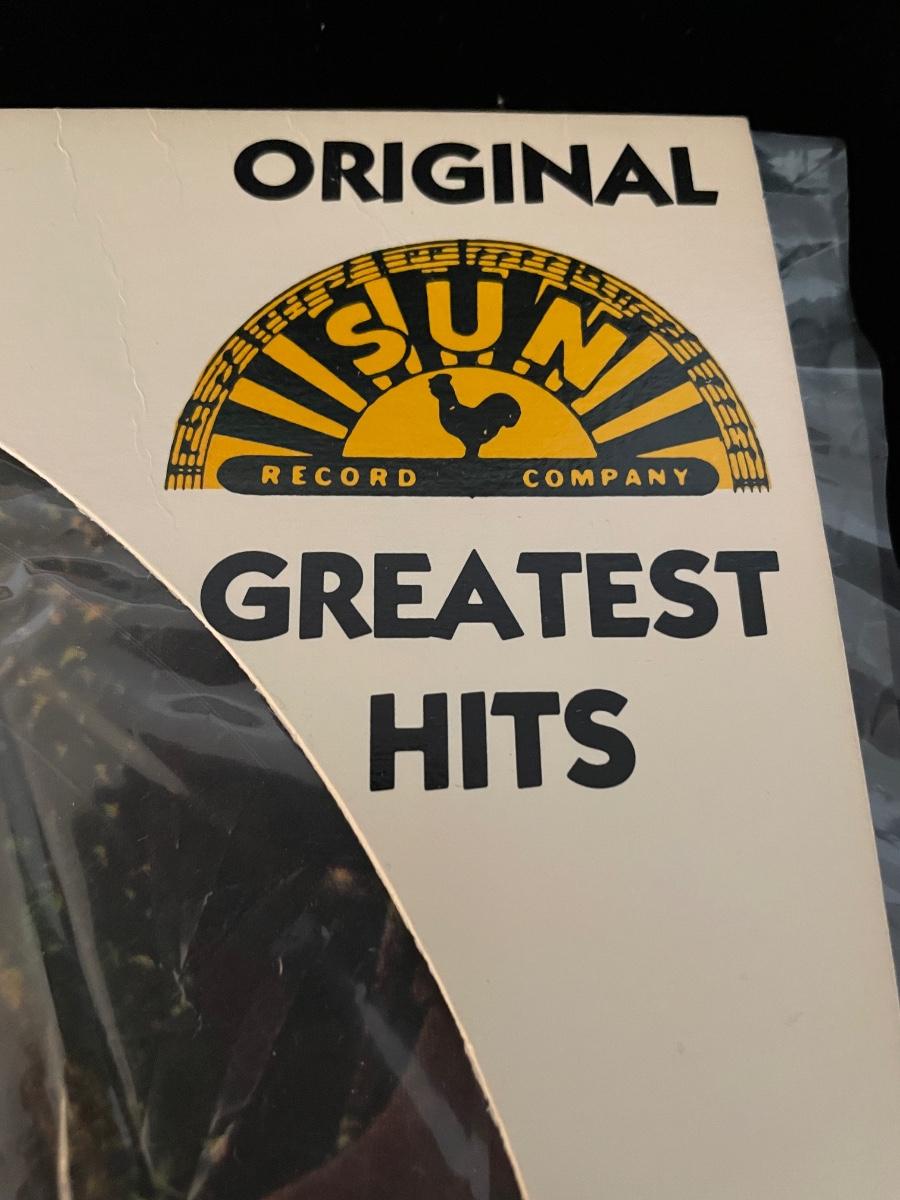 ORIGINAL
SUN
RECORD COMPANY
GREATEST
HITS